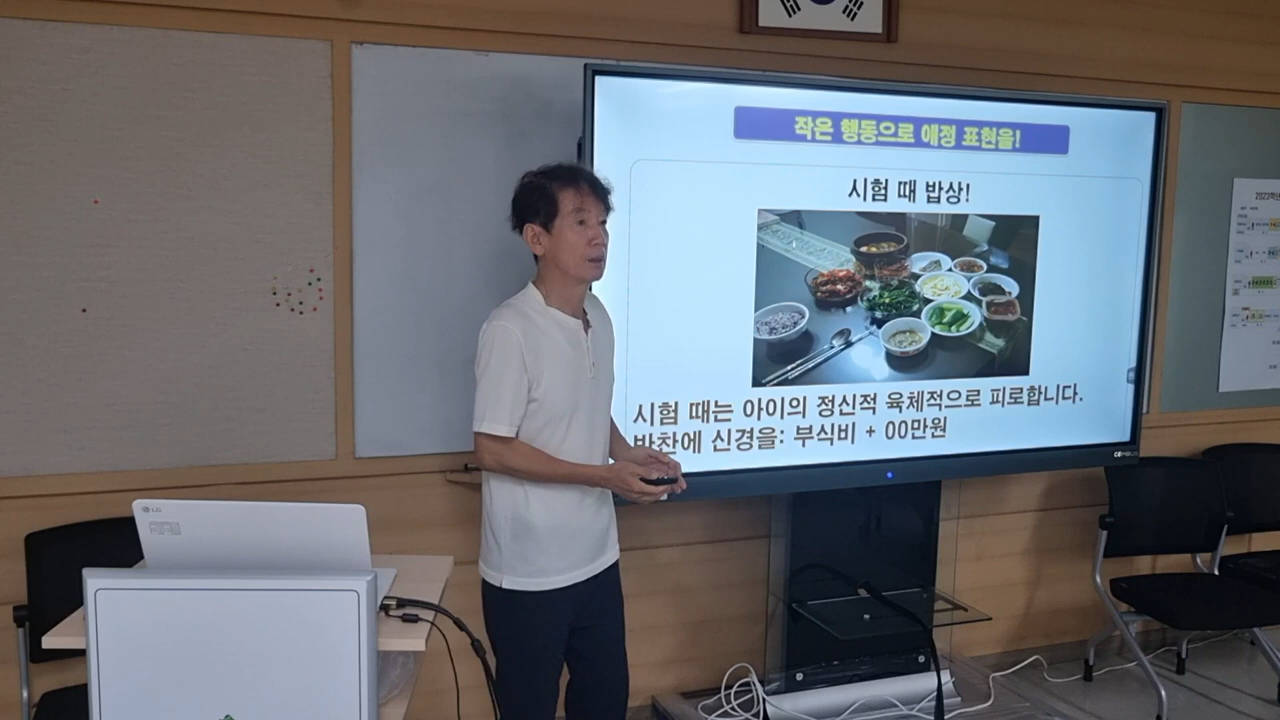 작은 행동으로 애정 표현을!
시험 때 밥상!
시험 때는 아이의 정신적 육체적으로 피로합니다.
반찬에 신경을: 부식비 + 00만원
LG